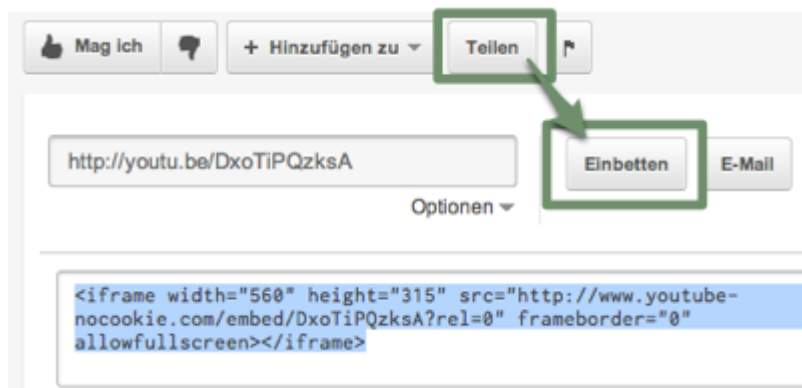 Mag ich + Hinzufügen zu Teilen
http://youtu.be/DxoTiPQzksA Einbetten E-Mail
Optionen
<iframe width="560" height="315" src="http://www.youtube-
nocookie.com/embed/DxoTiPQzksA?rel=0" frameborder="0"
allowfullscreen></iframe>